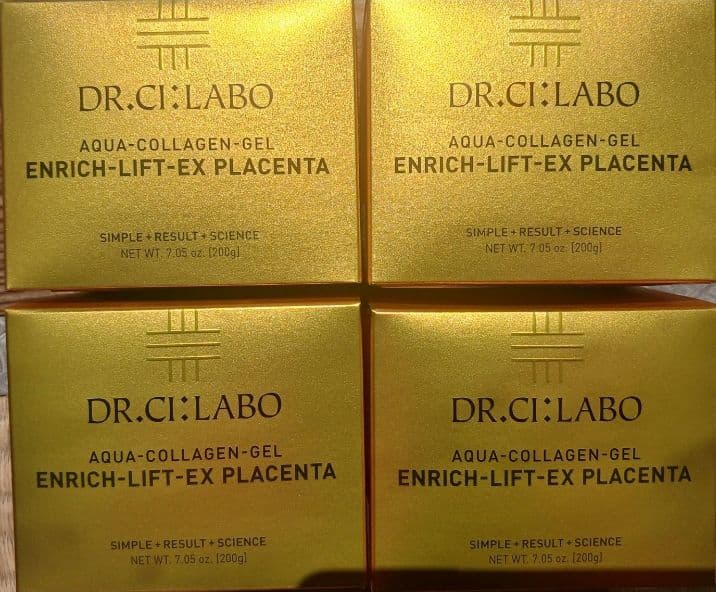 DR.CI:LABO
AQUA-COLLAGEN-GEL
ENRICH-LIFT-EX PLACENTA
SIMPLE+RESULT+SCIENCE
NET WT. 7.05 oz. [200g]
DR.CI:LABO
AQUA-COLLAGEN-GEL
ENRICH-LIFT-EX PLACENTA
SIMPLE+RESULT+SCIENCE
NET WT. 7.05 oz. [200g]
DR.CI:LABO
AQUA-COLLAGEN-GEL
ENRICH-LIFT-EX PLACENTA
SIMPLE+RESULT+SCIENCE
NET WT. 7.05 oz. [200g]
DR.CI:LABO
AQUA-COLLAGEN-GEL
ENRICH-LIFT-EX PLACENTA
SIMPLE+RESULT+SCIENCE
NET WT. 7.05 oz. [200g]